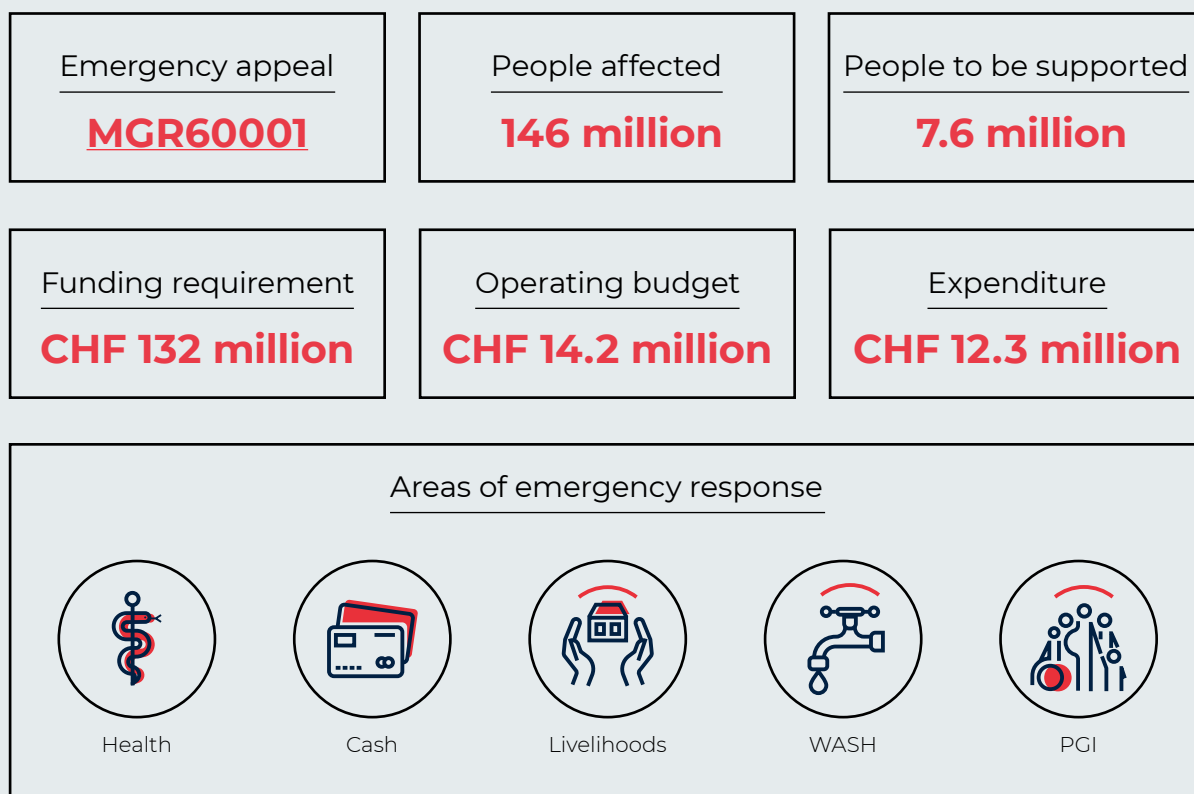 Emergency appeal
MGR60001
People affected
146 million
People to be supported
7.6 million
Funding requirement
CHF 132 million
Operating budget
CHF 14.2 million
Expenditure
CHF 12.3 million
Areas of emergency response
Health
Cash
Livelihoods
WASH
PGI